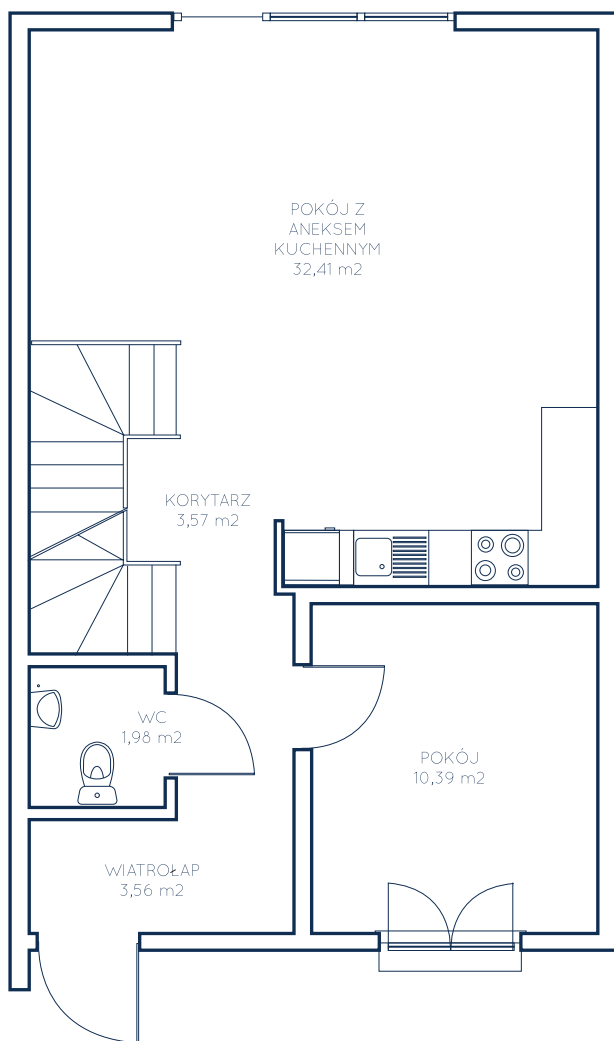 POKÓJ Z
ANEKSEM
KUCHENNYM
32,41 m2
KORYTARZ
3,57 m2
WC
1,98 m2
POKÓJ
10,39 m2
WIATROŁAP
3,56 m2